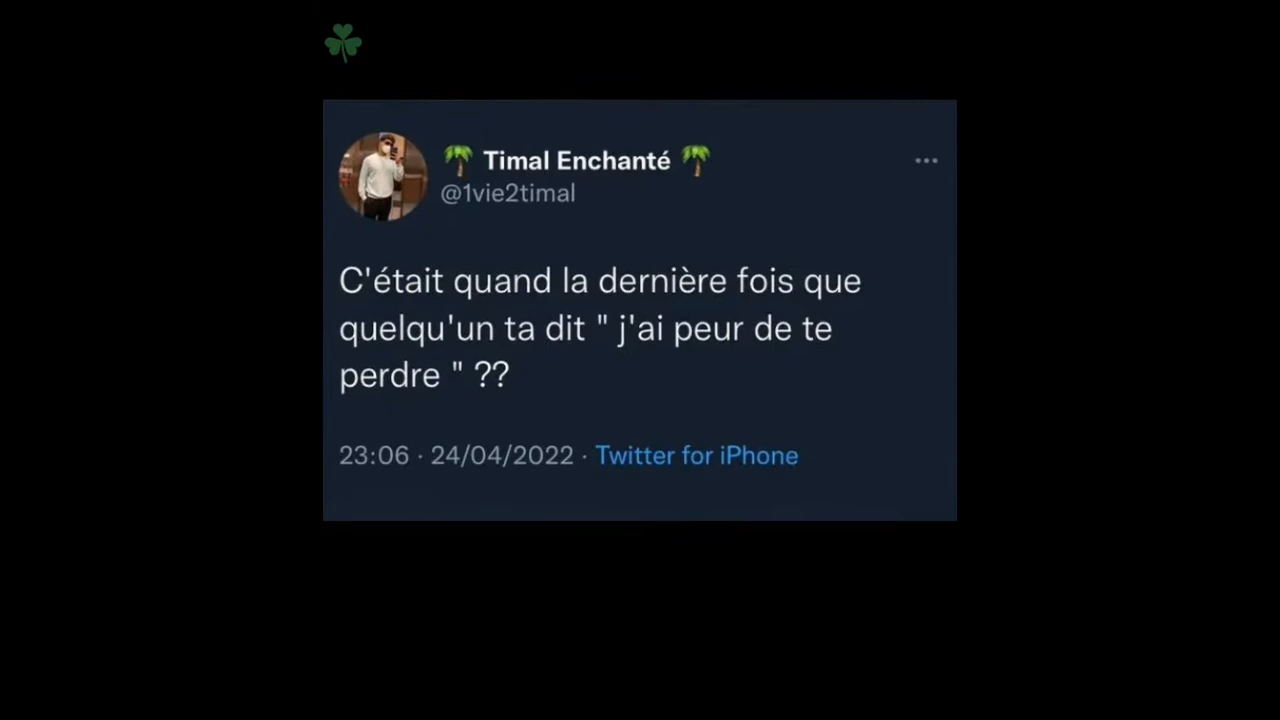 ☘
🌴 Timal Enchanté 🌴
@1vie2timal
C'était quand la dernière fois que
quelqu'un ta dit " j'ai peur de te
perdre " ??
23:06 · 24/04/2022 · Twitter for iPhone